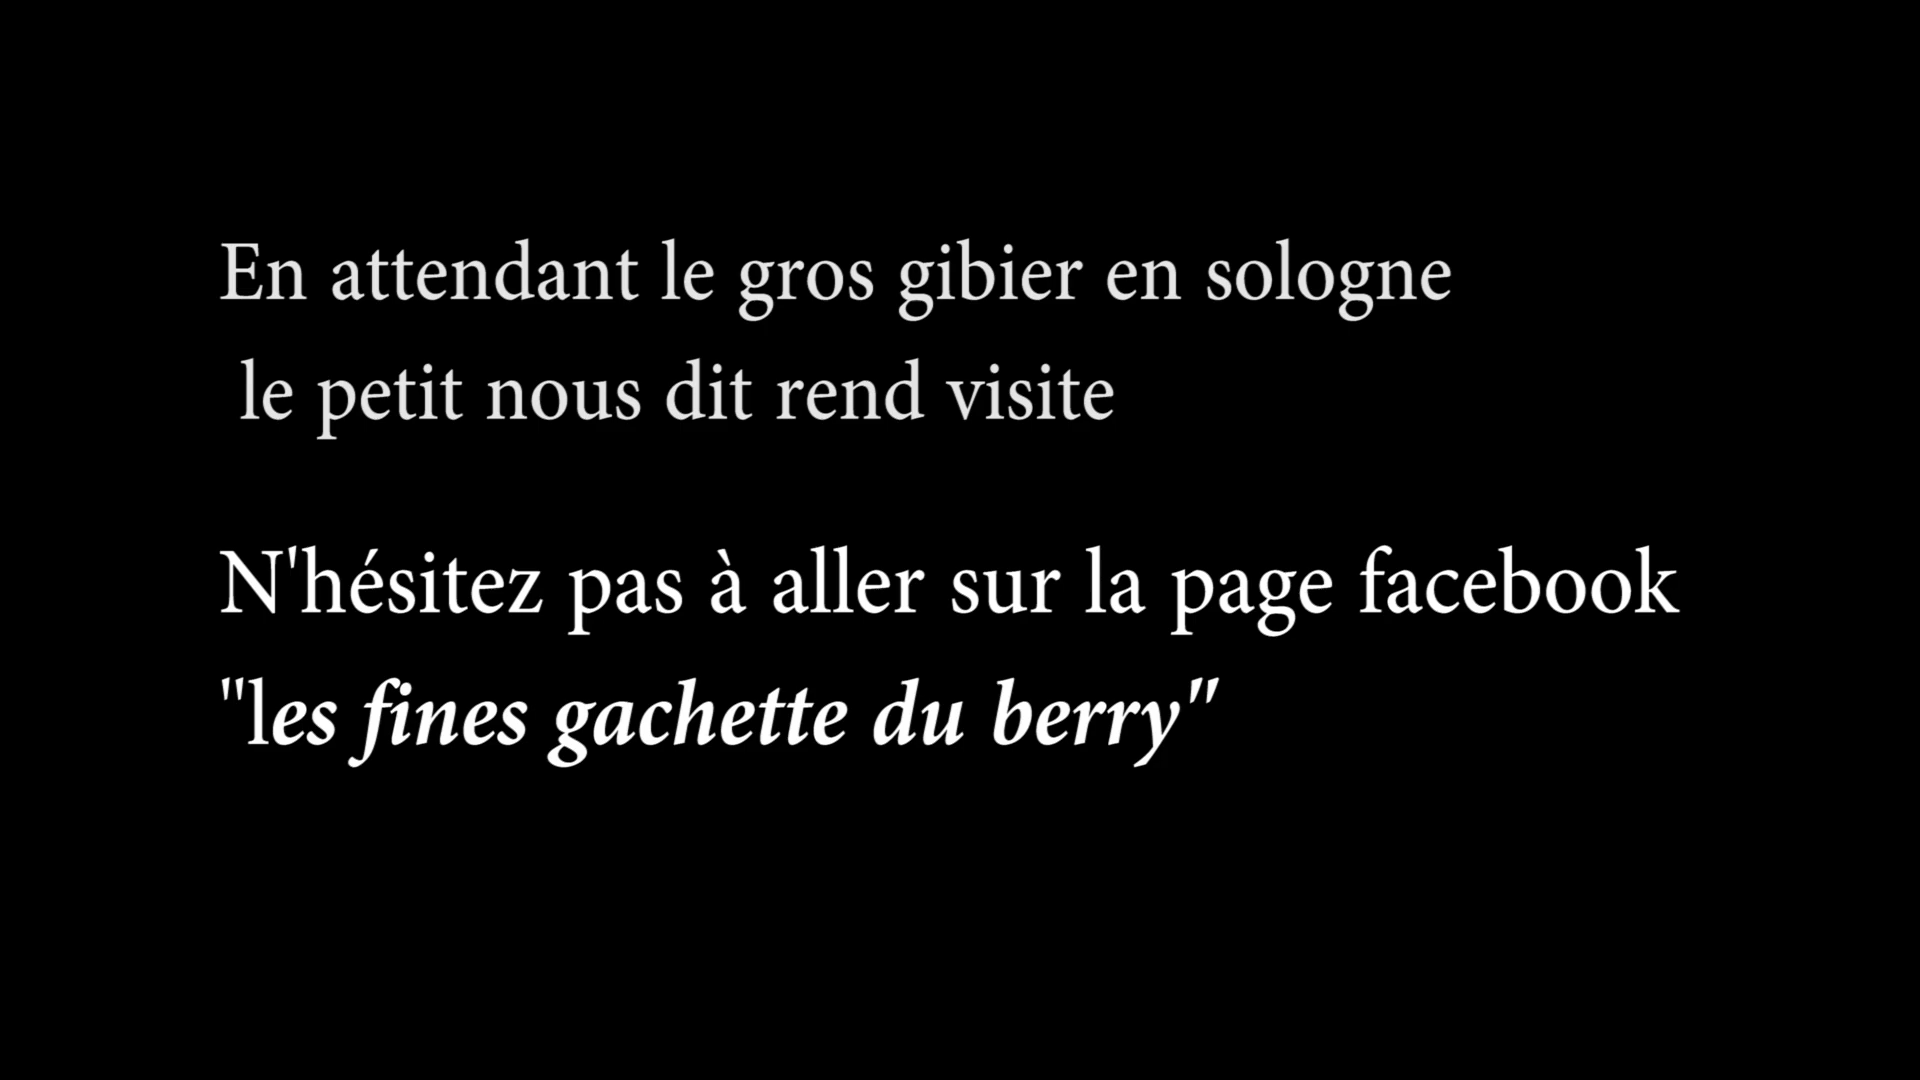 En attendant le gros gibier en sologne
le petit nous dit rend visite
N'hésitez pas à aller sur la page facebook
"les fines gachette du berry"